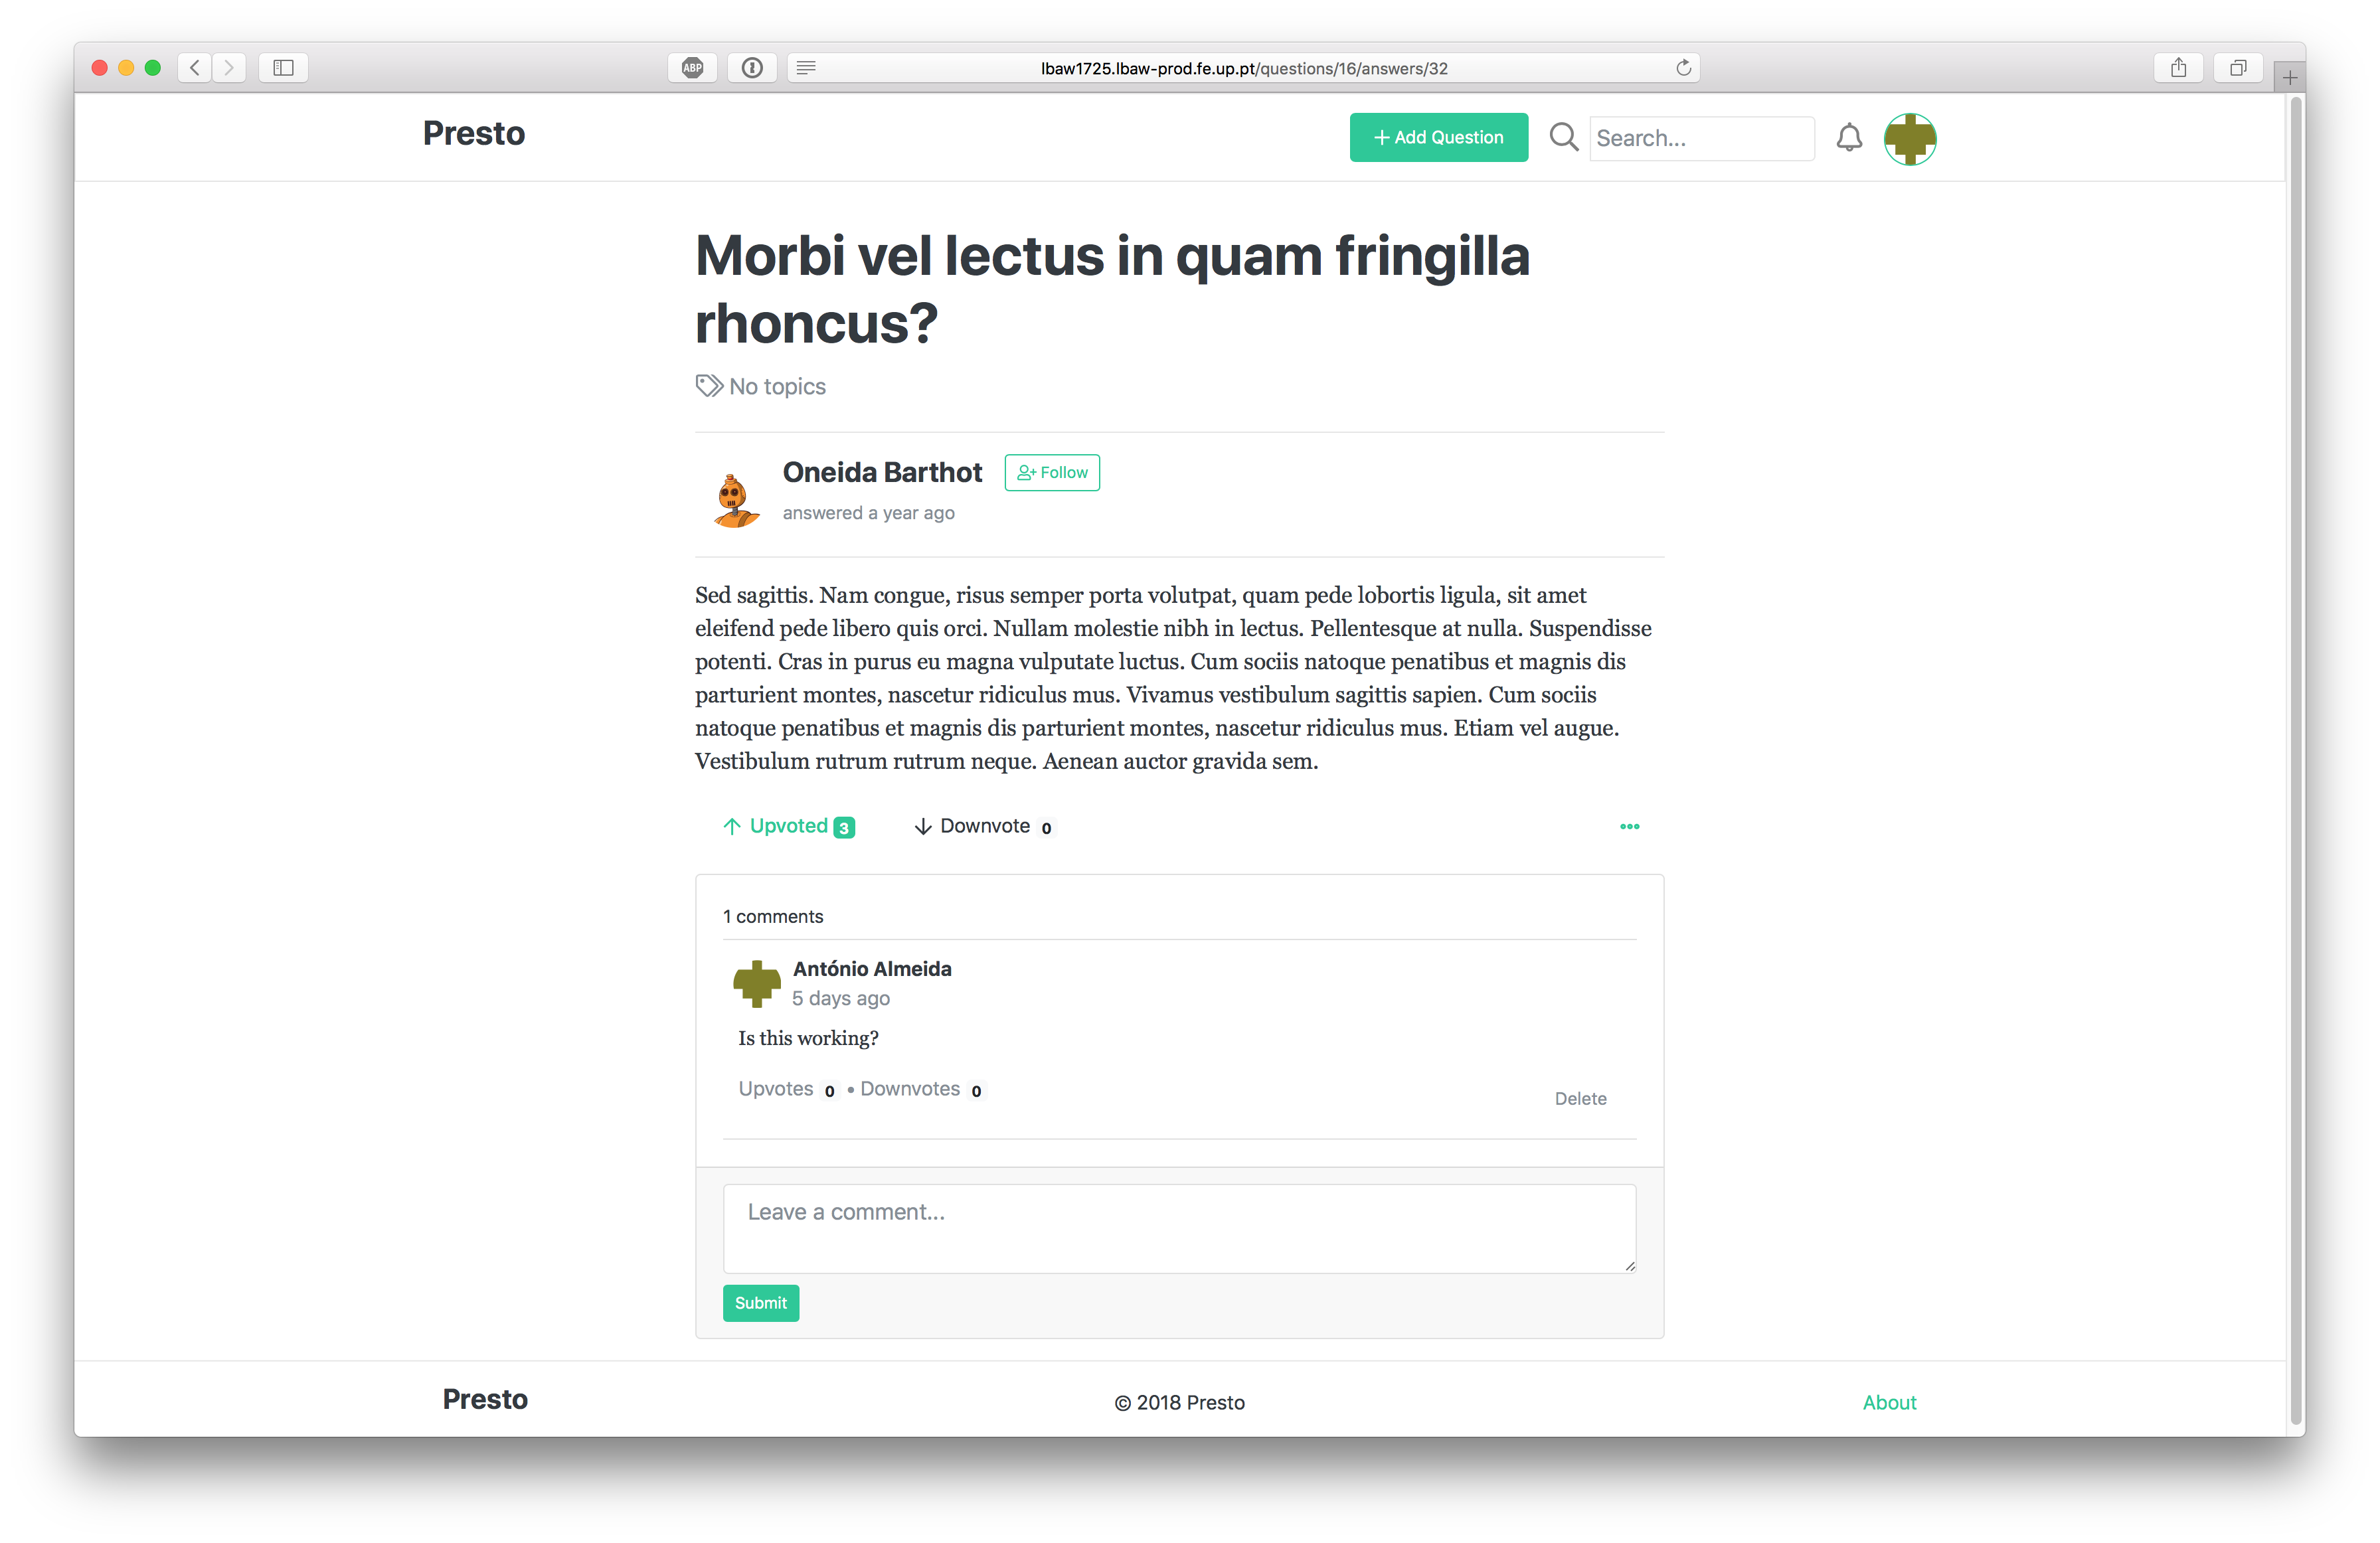 ABP
lbaw1725.lbaw-prod.fe.up.pt/questions/16/answers/32
Presto
+ Add Question
Search...
Morbi vel lectus in quam fringilla
rhoncus?
No topics
Oneida Barthot
Follow
answered a year ago
Sed sagittis. Nam congue, risus semper porta volutpat, quam pede lobortis ligula, sit amet
eleifend pede libero quis orci. Nullam molestie nibh in lectus. Pellentesque at nulla. Suspendisse
potenti. Cras in purus eu magna vulputate luctus. Cum sociis natoque penatibus et magnis dis
parturient montes, nascetur ridiculus mus. Vivamus vestibulum sagittis sapien. Cum sociis
natoque penatibus et magnis dis parturient montes, nascetur ridiculus mus. Etiam vel augue.
Vestibulum rutrum rutrum neque. Aenean auctor gravida sem.
Upvoted 3 Downvote 0
1 comments
António Almeida
5 days ago
Is this working?
Upvotes 0 • Downvotes 0
Delete
Leave a comment...
Submit
Presto
© 2018 Presto
About